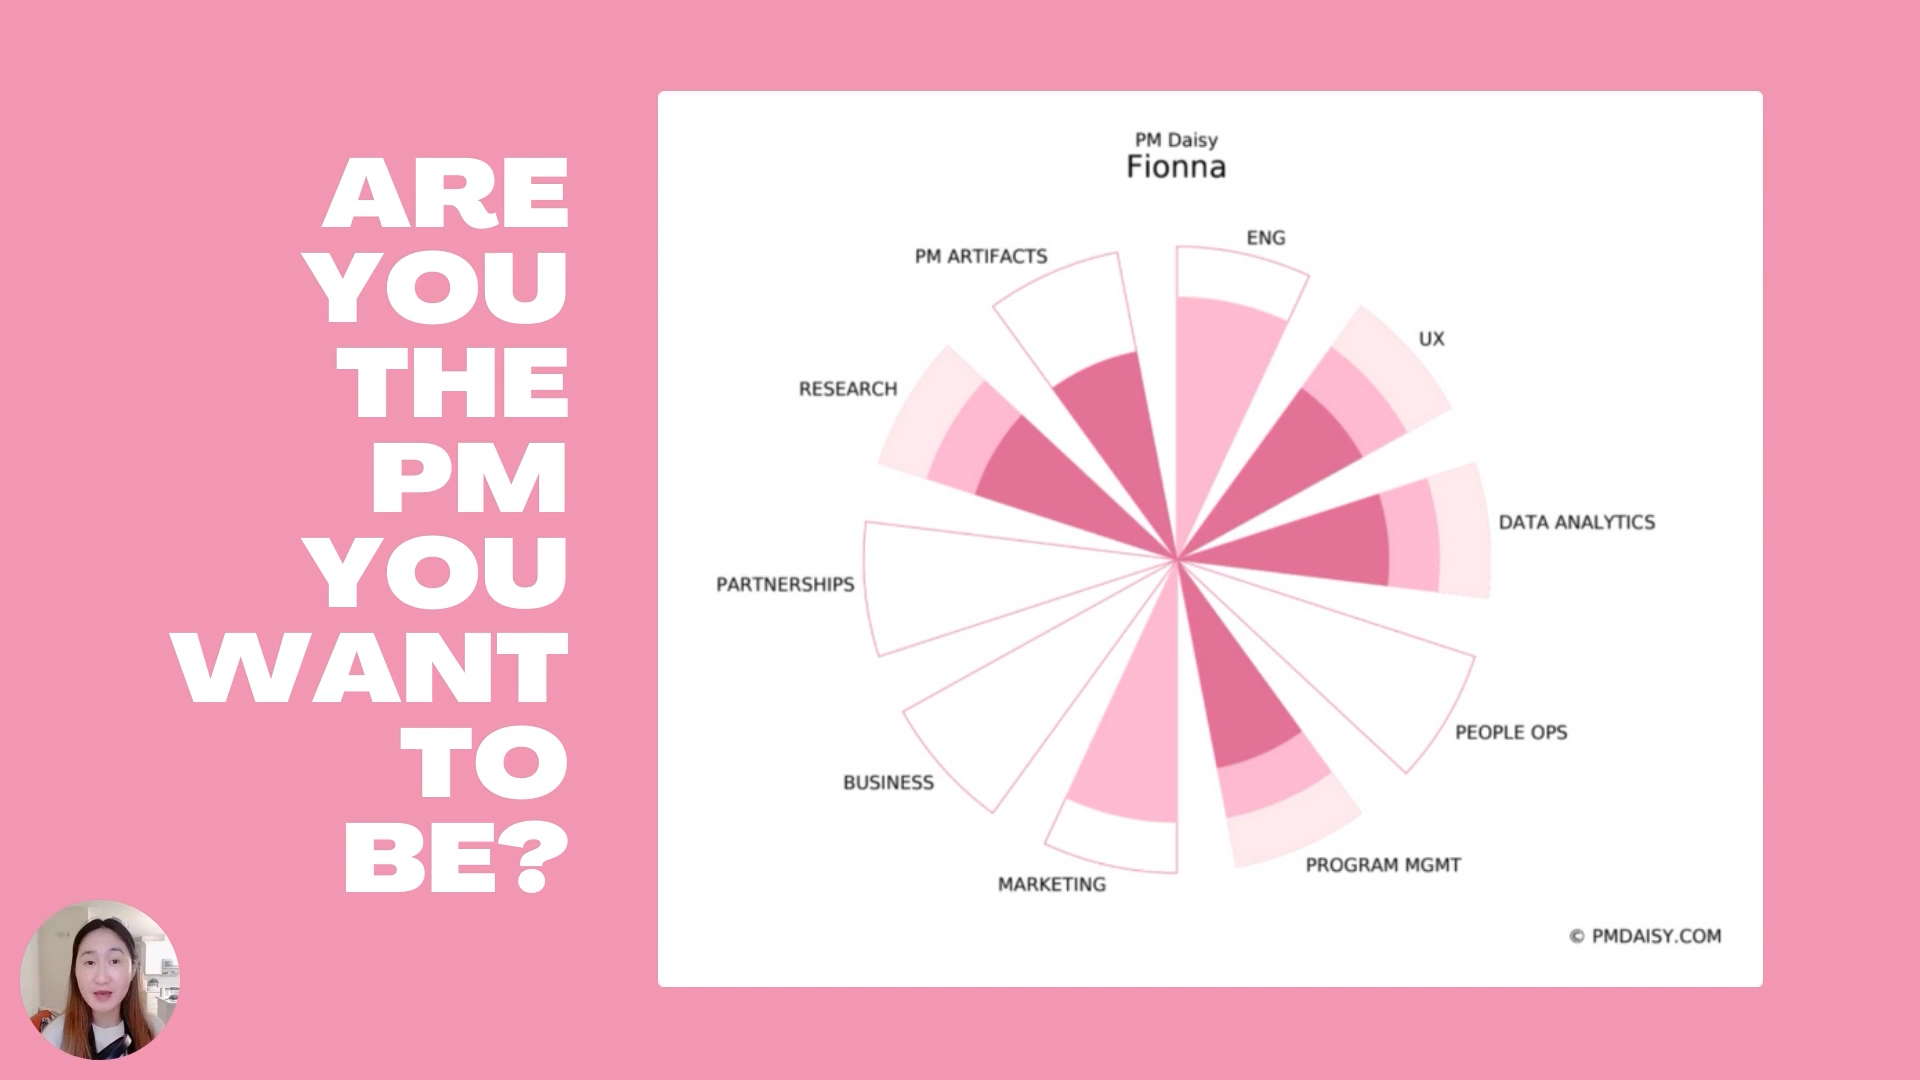 ARE
YOU
THE
PM
YOU
WANT
TO
BE?
PM Daisy
Fionna
ENG
PM ARTIFACTS
UX
RESEARCH
DATA ANALYTICS
PARTNERSHIPS
PEOPLE OPS
BUSINESS
PROGRAM MGMT
MARKETING
© PMDAISY.COM